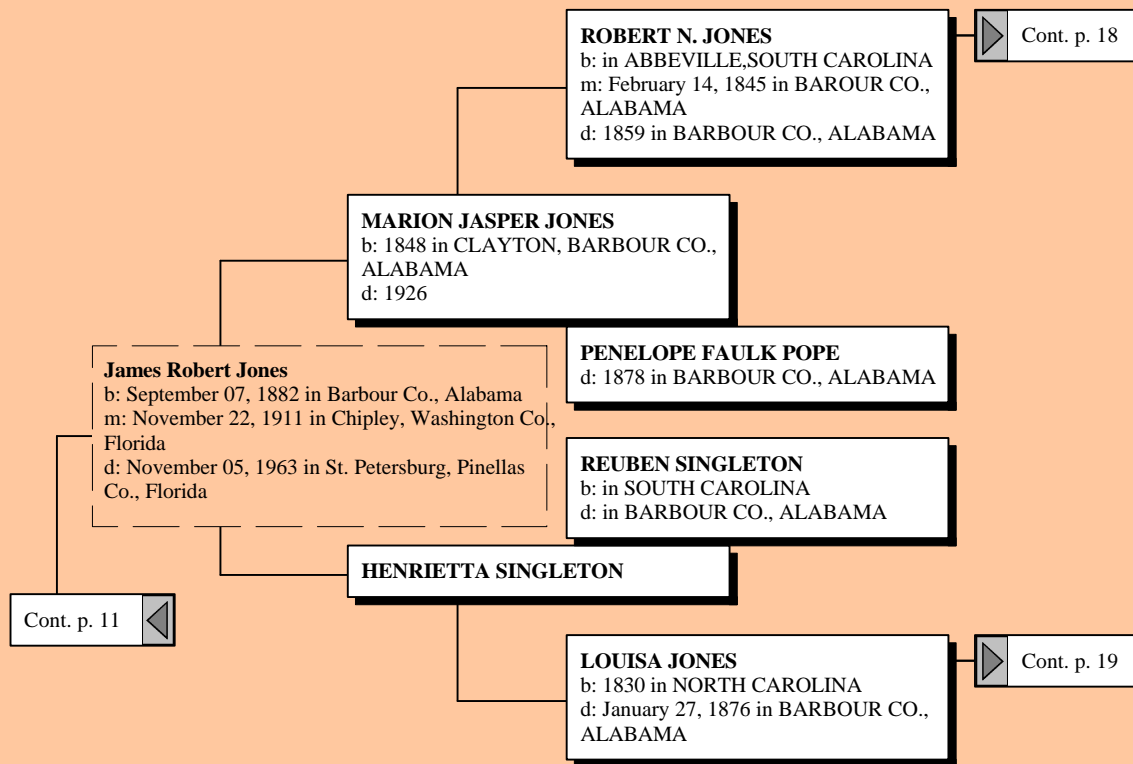 ROBERT N. JONES
b: in ABBEVILLE,SOUTH CAROLINA
m: February 14, 1845 in BAROUR CO.,
ALABAMA
d: 1859 in BARBOUR CO., ALABAMA
Cont. p. 18
MARION JASPER JONES
b: 1848 in CLAYTON, BARBOUR CO.,
ALABAMA
d: 1926
PENELOPE FAULK POPE
d: 1878 in BARBOUR CO., ALABAMA
James Robert Jones
b: September 07, 1882 in Barbour Co., Alabama
m: November 22, 1911 in Chipley, Washington Co.,
Florida
d: November 05, 1963 in St. Petersburg, Pinellas
Co., Florida
REUBEN SINGLETON
b: in SOUTH CAROLINA
d: in BARBOUR CO., ALABAMA
HENRIETTA SINGLETON
Cont. p. 11
LOUISA JONES
b: 1830 in NORTH CAROLINA
d: January 27, 1876 in BARBOUR CO.,
ALABAMA
Cont. p. 19